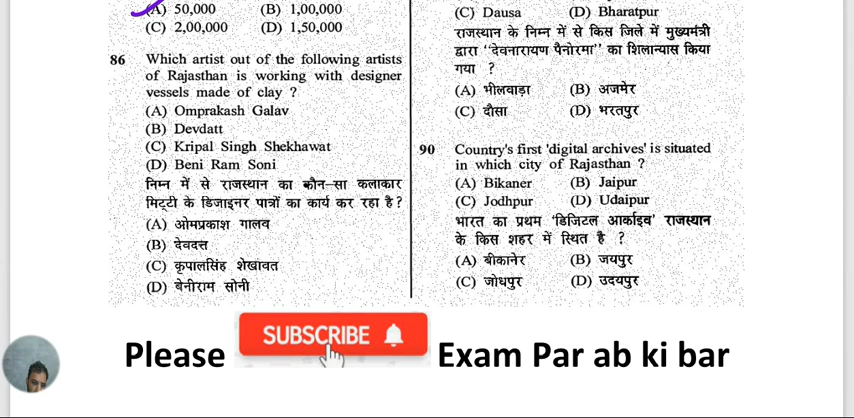 (A) 50,000 (B) 1,00,000
(C) 2,00,000 (D) 1,50,000
86 Which artist out of the following artists
of Rajasthan is working with designer
vessels made of clay ?
(A) Omprakash Galav
(B) Devdatt
(C) Kripal Singh Shekhawat
(D) Beni Ram Soni
निम्न में से राजस्थान का कौन-सा कलाकार
मिट्टी के डिजाइनर पात्रों का कार्य कर रहा है ?
(A) ओमप्रकाश गालव
(B) देवदत्त
(C) कृपालसिंह शेखावत
(D) बेनीराम सोनी
(C) Dausa (D) Bharatpur
राजस्थान के निम्न में से किस जिले में मुख्यमंत्री
द्वारा "देवनारायण पैनोरमा" का शिलान्यास किया
गया ?
(A) भीलवाड़ा (B) अजमेर
(C) दौसा (D) भरतपुर
90 Country's first 'digital archives' is situated
in which city of Rajasthan ?
(A) Bikaner (B) Jaipur
(C) Jodhpur (D) Udaipur
भारत का प्रथम 'डिजिटल आर्काइव' राजस्थान
के किस शहर में स्थित है ?
(A) बीकानेर (B) जयपुर
(C) जोधपुर (D) उदयपुर
Please SUBSCRIBE Exam Par ab ki bar